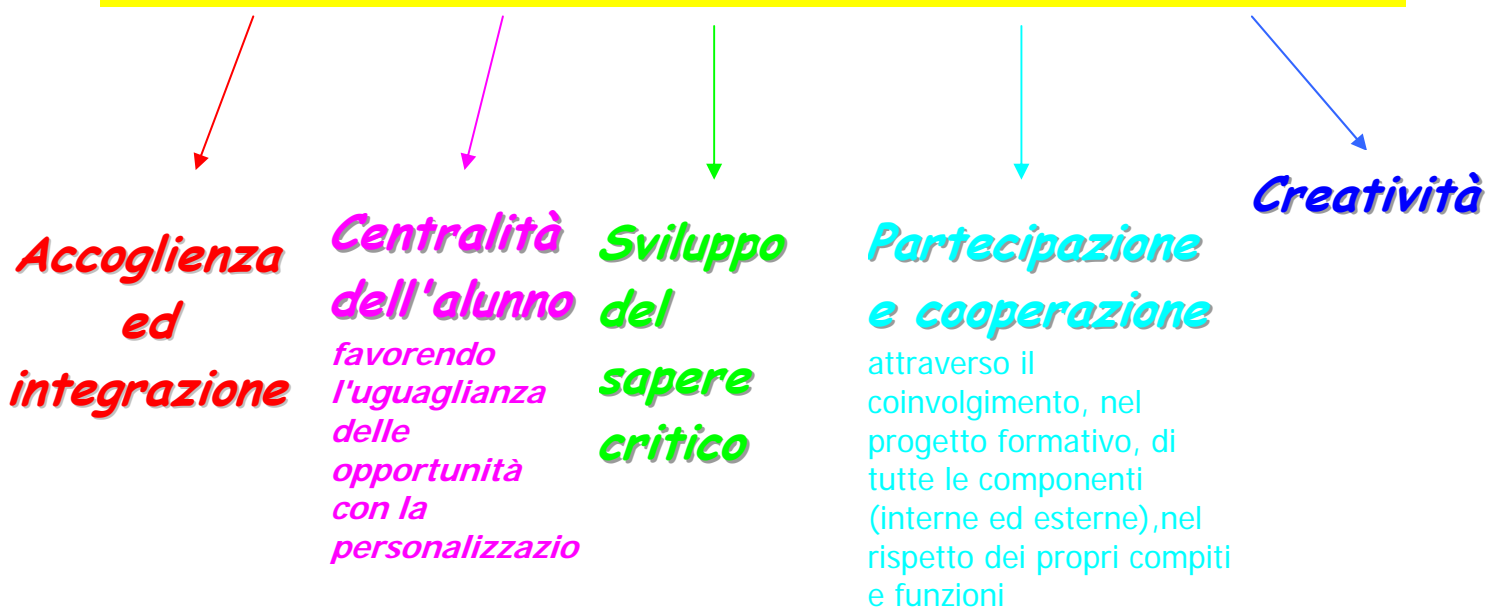 Accoglienza
ed
integrazione
Centralità
dell'alunno
favorendo
l'uguaglianza
delle
opportunità
con la
personalizzazio
Sviluppo
del
sapere
critico
Partecipazione
e cooperazione
attraverso il
coinvolgimento, nel
progetto formativo, di
tutte le componenti
(interne ed esterne),nel
rispetto dei propri compiti
e funzioni
Creatività